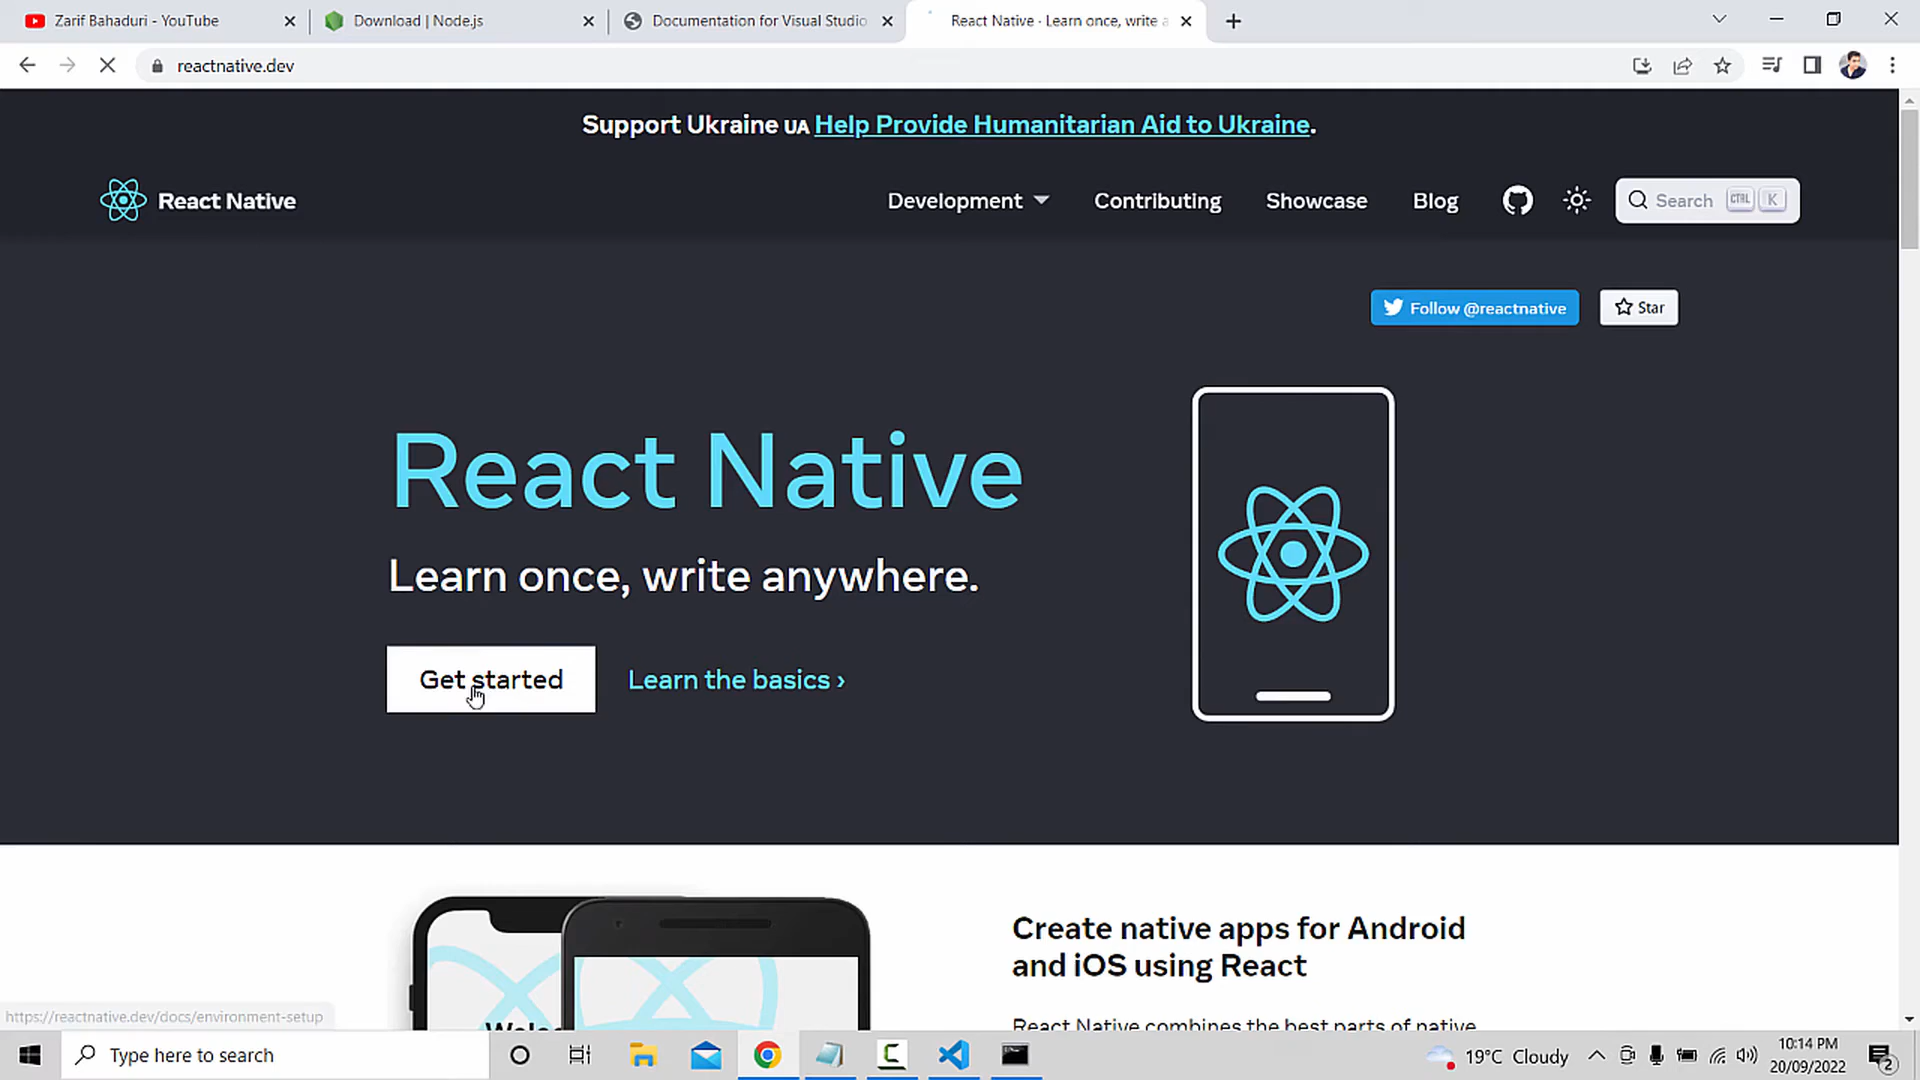 Zarif Bahaduri - YouTube
Download | Node.js
Documentation for Visual Studio
React Native · Learn once, write a
reactnative.dev
Support Ukraine UA Help Provide Humanitarian Aid to Ukraine.
React Native
Development
Contributing
Showcase
Blog
Search CTRL K
Follow @reactnative
Star
React Native
Learn once, write anywhere.
Get started
Learn the basics ›
Create native apps for Android
and iOS using React
React Native combines the best parts of native
https://reactnative.dev/docs/environment-setup
Type here to search
19°C Cloudy
10:14 PM
20/09/2022
2